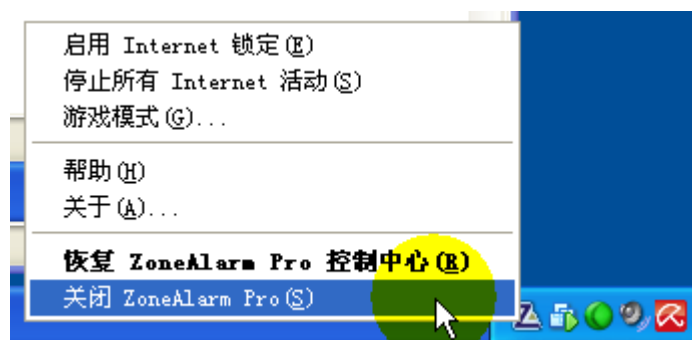 启用 Internet 锁定(E)
停止所有 Internet 活动(S)
游戏模式(G)...
帮助(H)
关于(A)...
恢复 ZoneAlarm Pro 控制中心(R)
关闭 ZoneAlarm Pro(S)